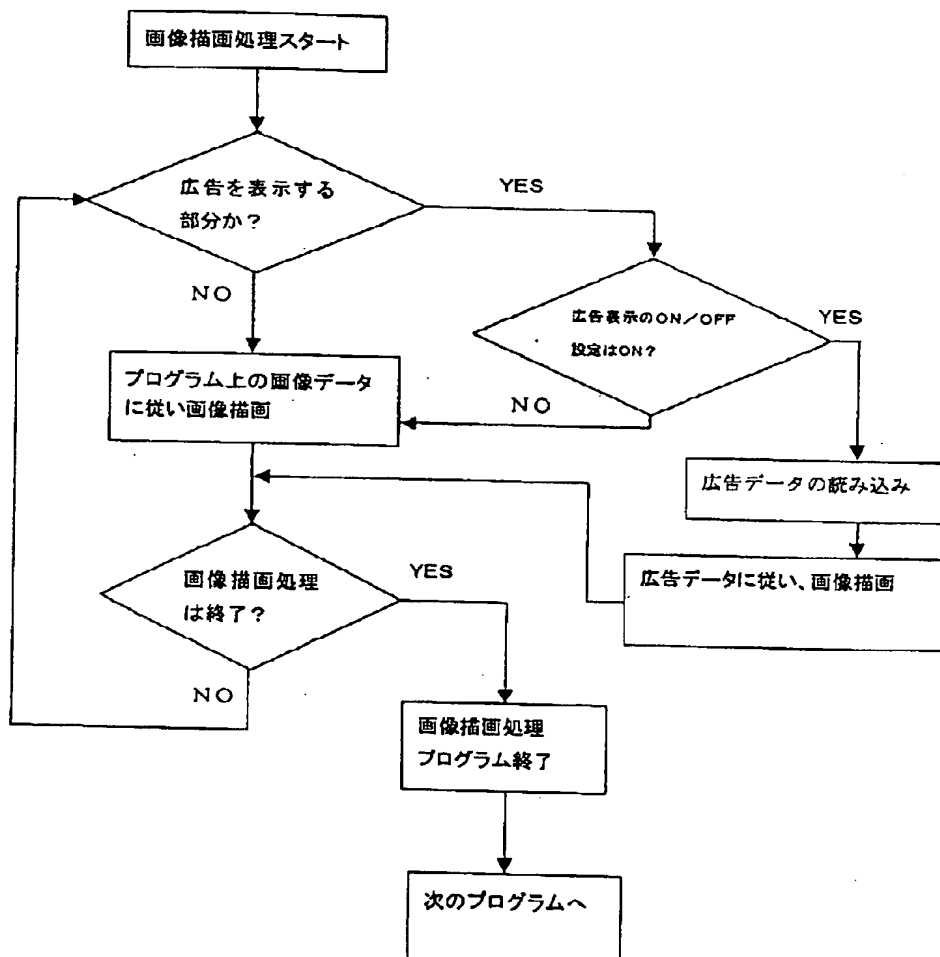 画像描画処理スタート
広告を表示する
部分か？
YES
NO
広告表示のON／OFF
設定はON？
YES
NO
プログラム上の画像データ
に従い画像描画
広告データの読み込み
広告データに従い、画像描画
画像描画処理
は終了？
YES
NO
画像描画処理
プログラム終了
次のプログラムへ